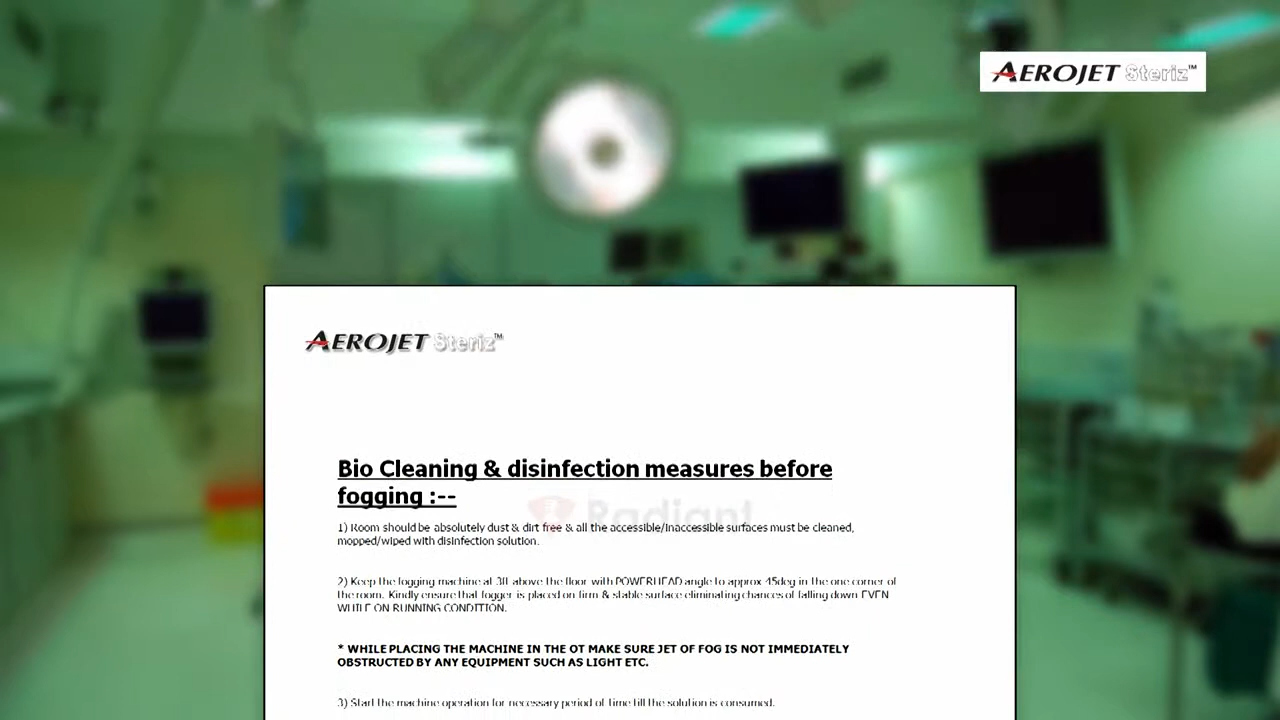 AEROJET Steriz™
AEROJET Steriz™
Bio Cleaning & disinfection measures before
fogging :--
Radiant
1) Room should be absolutely dust & dirt free & all the accessible/Inaccessible surfaces must be cleaned,
mopped/wiped with disinfection solution.
2) Keep the fogging machine at 3ft above the floor with POWERHEAD angle to approx 45deg in the one corner of
the room. Kindly ensure that fogger is placed on firm & stable surface eliminating chances of falling down EVEN
WHILE ON RUNNING CONDITION.
* WHILE PLACING THE MACHINE IN THE OT MAKE SURE JET OF FOG IS NOT IMMEDIATELY
OBSTRUCTED BY ANY EQUIPMENT SUCH AS LIGHT ETC.
3) Start the machine operation for necessary period of time till the solution is consumed.